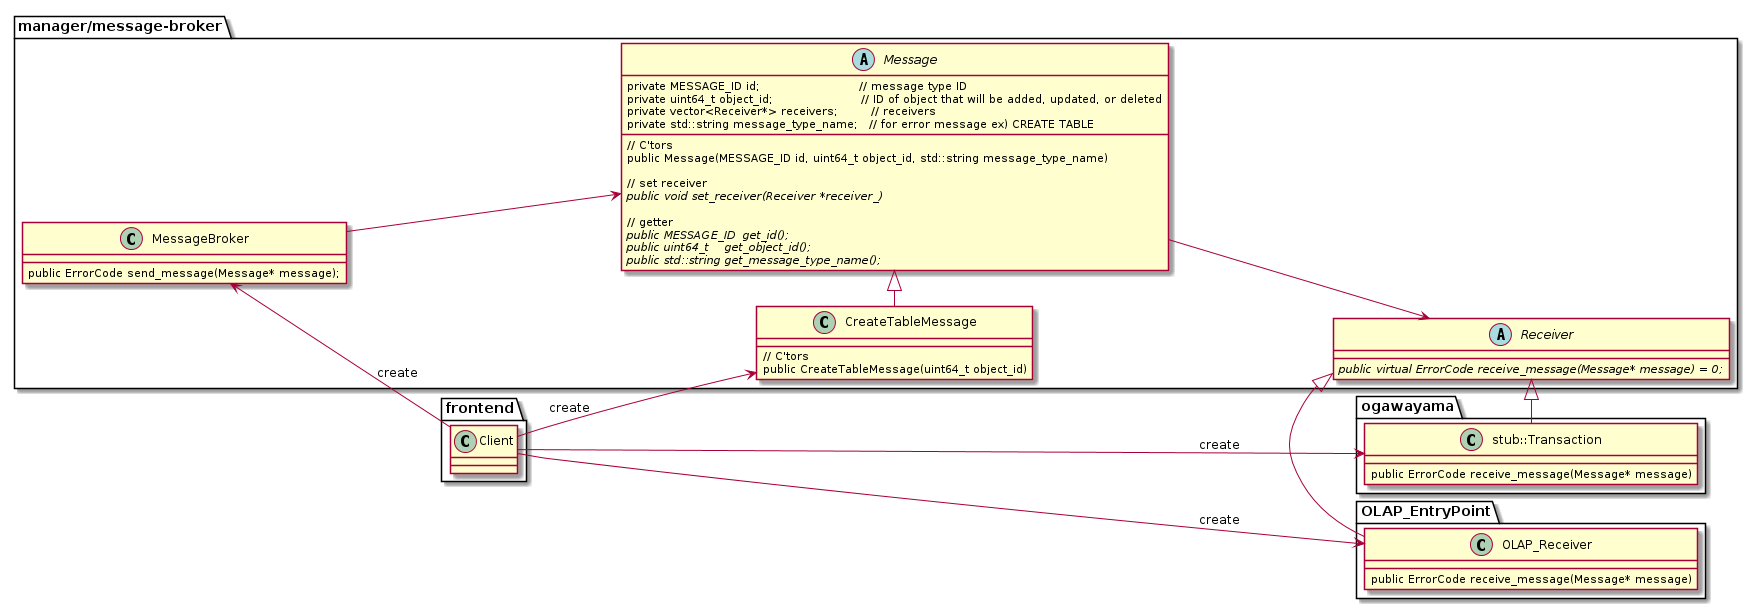 manager/message-broker
A Message
private MESSAGE_ID id; // message type ID
private uint64_t object_id; // ID of object that will be added, updated, or deleted
private vector<Receiver*> receivers; // receivers
private std::string message_type_name; // for error message ex) CREATE TABLE
// C'tors
public Message(MESSAGE_ID id, uint64_t object_id, std::string message_type_name)
// set receiver
public void set_receiver(Receiver *receiver_)
// getter
public MESSAGE_ID get_id();
public uint64_t get_object_id();
public std::string get_message_type_name();
C MessageBroker
public ErrorCode send_message(Message* message);
C CreateTableMessage
// C'tors
public CreateTableMessage(uint64_t object_id)
A Receiver
public virtual ErrorCode receive_message(Message* message) = 0;
create
frontend
C Client
create
create
create
ogawayama
C stub::Transaction
public ErrorCode receive_message(Message* message)
OLAP_EntryPoint
C OLAP_Receiver
public ErrorCode receive_message(Message* message)